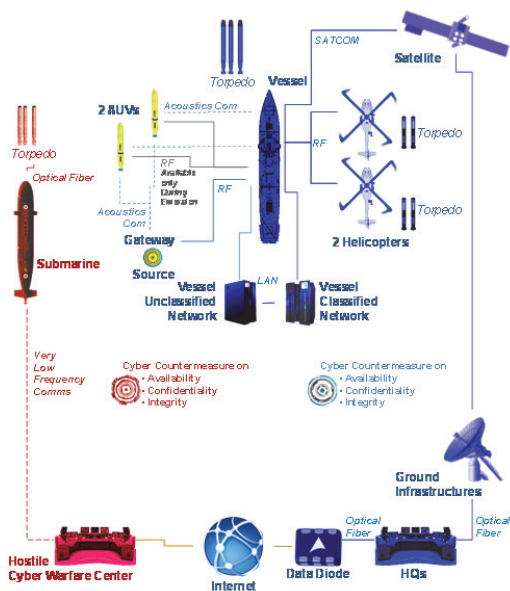 SATCOM
Satellite
Torpedo
Vessel
2 AUVs
Acoustics Com
Torpedo
Optical Fiber
RF
Available
only
During
Emersion
RF
Acoustics
Com
RF
Torpedo
Torpedo
2 Helicopters
Gateway
Source
Submarine
Vessel
Unclassified
Network
LAN
Vessel
Classified
Network
Very
Low
Frequency
Comms
Cyber Countermeasure on
• Availability
• Confidentiality
• Integrity
Cyber Countermeasure on
• Availability
• Confidentiality
• Integrity
Ground
Infrastructures
Optical
Fiber
Optical
Fiber
Hostile
Cyber Warfare Center
Internet
Data Diode
HQs